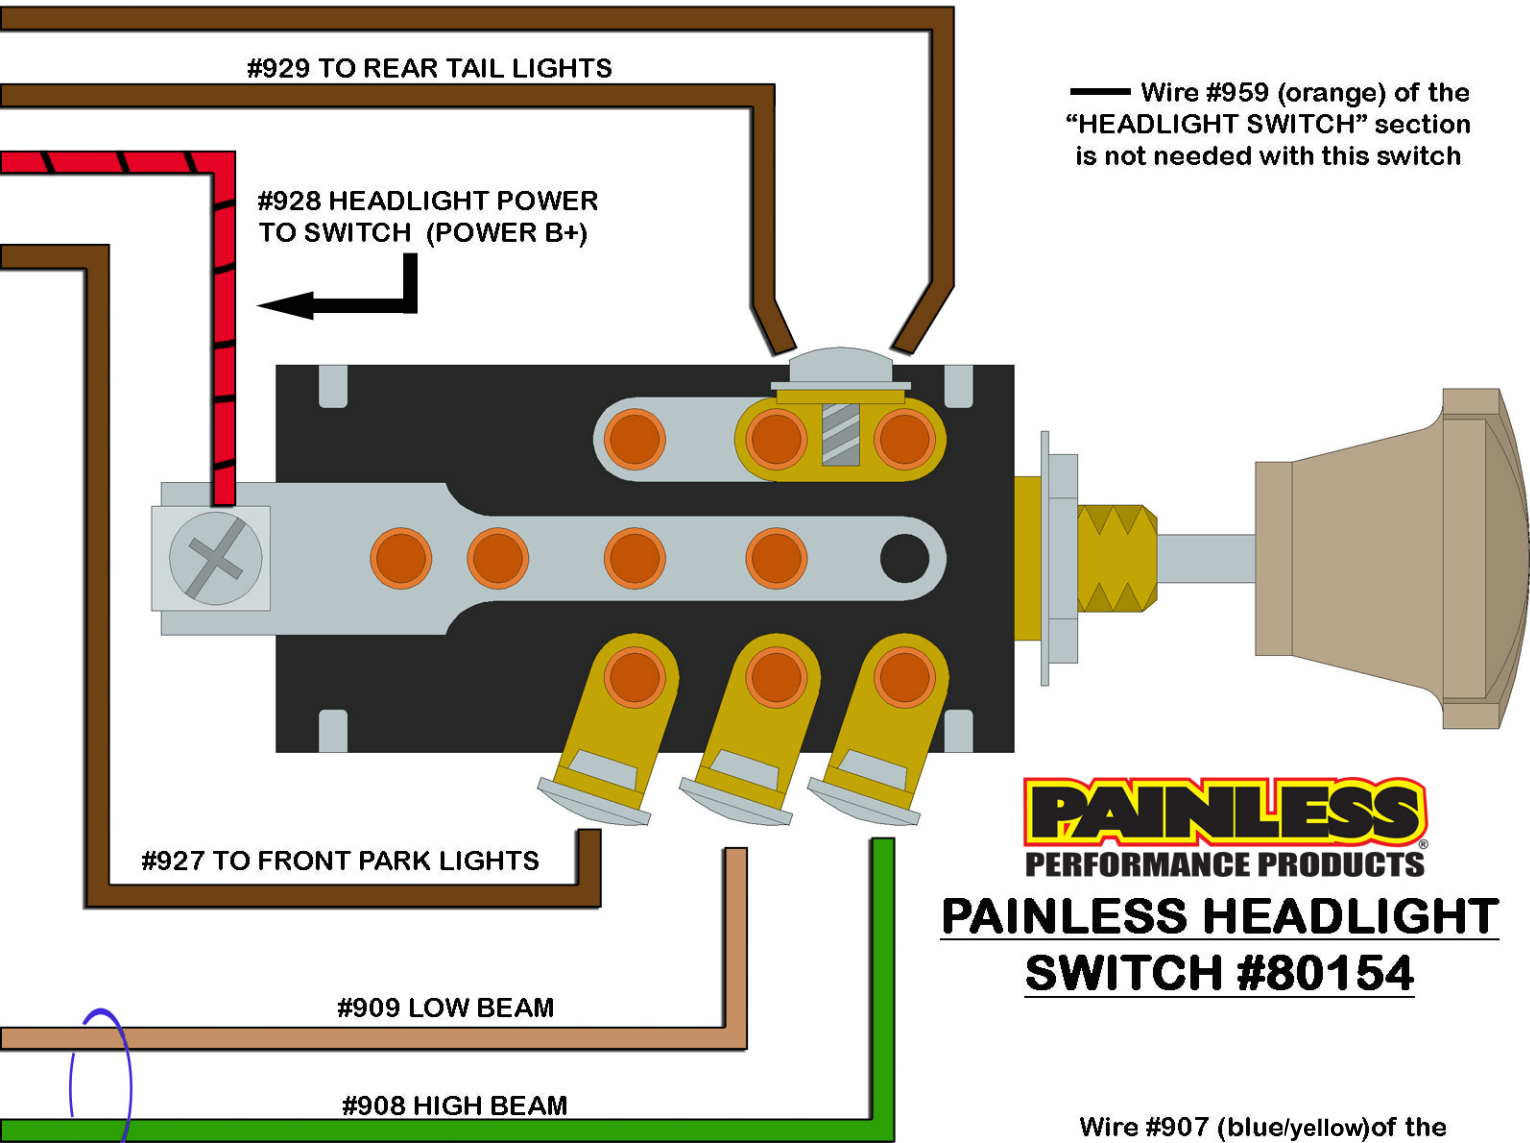 #929 TO REAR TAIL LIGHTS
Wire #959 (orange) of the
“HEADLIGHT SWITCH” section
is not needed with this switch
#928 HEADLIGHT POWER
TO SWITCH (POWER B+)
#927 TO FRONT PARK LIGHTS
PAINLESS®
PERFORMANCE PRODUCTS
PAINLESS HEADLIGHT
SWITCH #80154
#909 LOW BEAM
#908 HIGH BEAM
Wire #907 (blue/yellow)of the